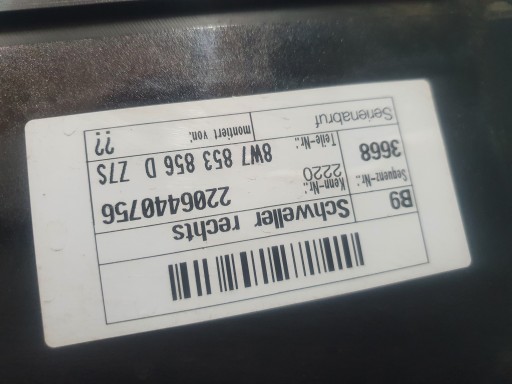 B9
Schweller rechts
Sequenz-Nr.:
3668
Kenn-Nr.:
2220
2206440756
Teile-Nr.:
8W7 853 856 D Z7S
Serienabruf
montiert von:
??